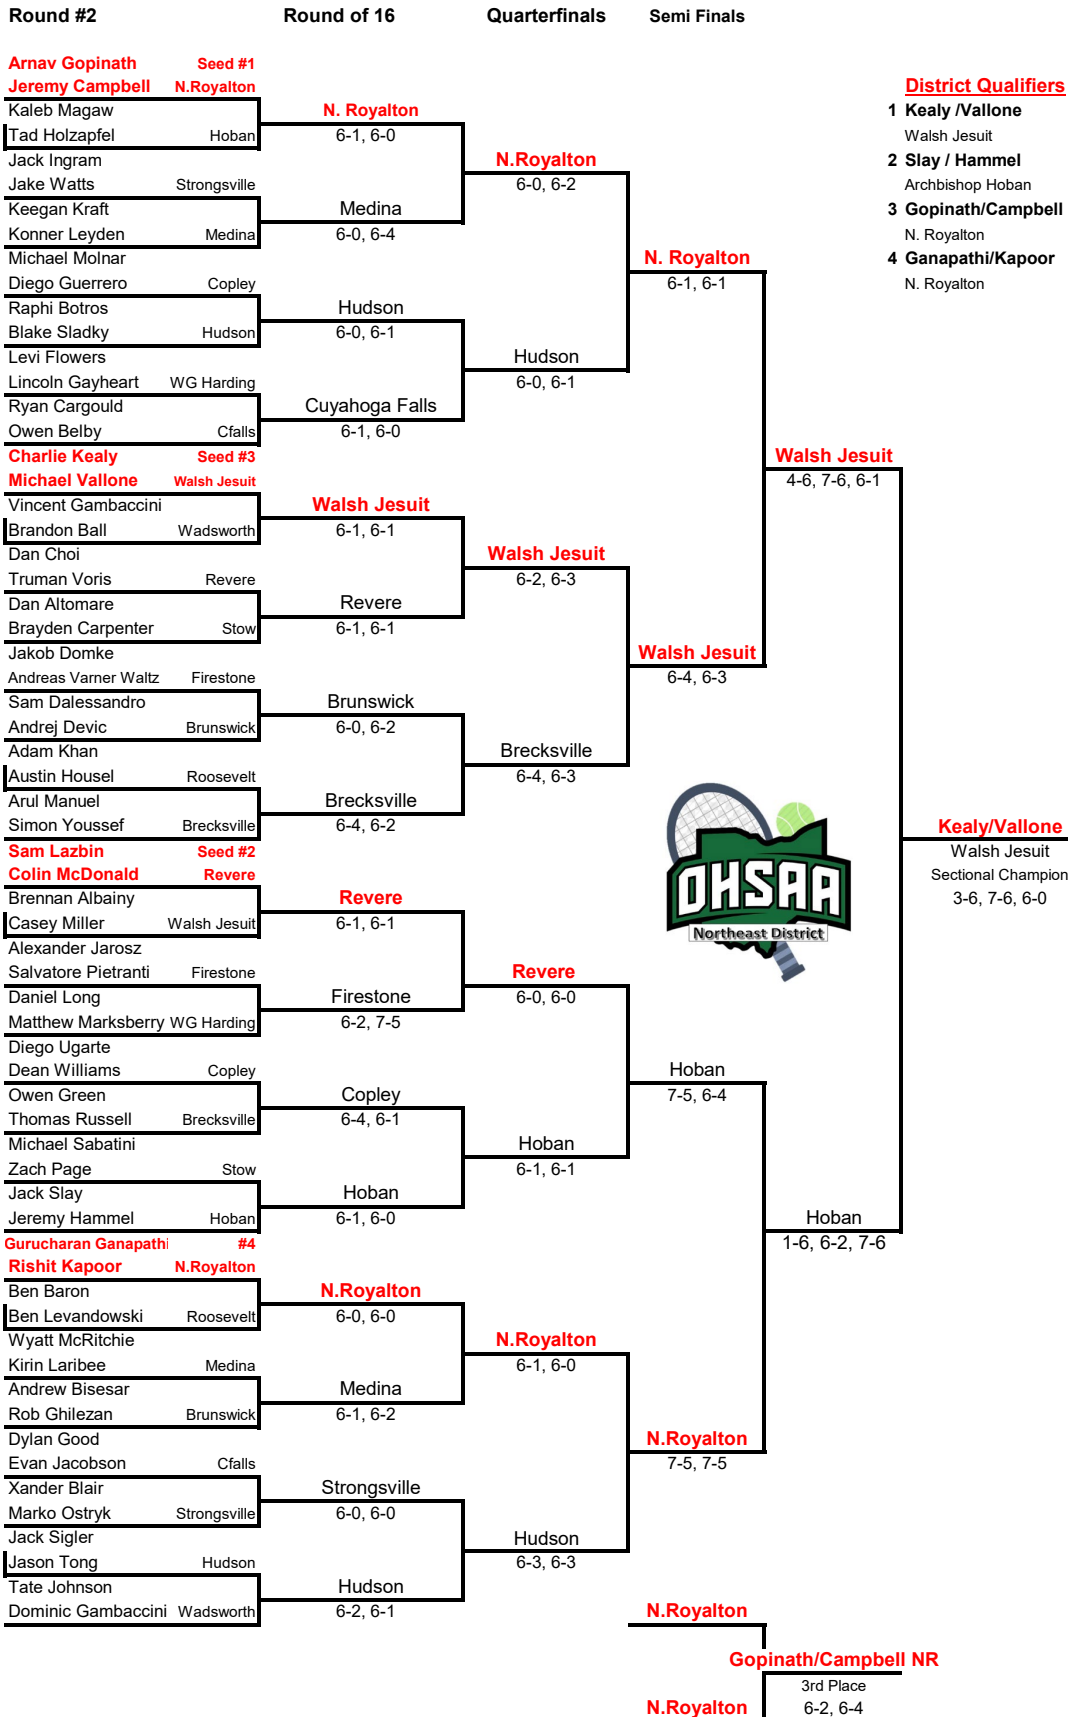 Round #2 Round of 16 Quarterfinals Semi Finals
Arnav Gopinath Seed #1
Jeremy Campbell N.Royalton
Kaleb Magaw
Tad Holzapfel Hoban
Jack Ingram
Jake Watts Strongsville
Keegan Kraft
Konner Leyden Medina
Michael Molnar
Diego Guerrero Copley
Raphi Botros
Blake Sladky Hudson
Levi Flowers
Lincoln Gayheart WG Harding
Ryan Cargould
Owen Belby Cfalls
Charlie Kealy Seed #3
Michael Vallone Walsh Jesuit
Vincent Gambaccini
Brandon Ball Wadsworth
Dan Choi
Truman Voris Revere
Dan Altomare
Brayden Carpenter Stow
Jakob Domke
Andreas Varner Waltz Firestone
Sam Dalessandro
Andrej Devic Brunswick
Adam Khan
Austin Housel Roosevelt
Arul Manuel
Simon Youssef Brecksville
Sam Lazbin Seed #2
Colin McDonald Revere
Brennan Albainy
Casey Miller Walsh Jesuit
Alexander Jarosz
Salvatore Pietranti Firestone
Daniel Long
Matthew Marksberry WG Harding
Diego Ugarte
Dean Williams Copley
Owen Green
Thomas Russell Brecksville
Michael Sabatini
Zach Page Stow
Jack Slay
Jeremy Hammel Hoban
Gurucharan Ganapathi #4
Rishit Kapoor N.Royalton
Ben Baron
Ben Levandowski Roosevelt
Wyatt McRitchie
Kirin Laribee Medina
Andrew Bisesar
Rob Ghilezan Brunswick
Dylan Good
Evan Jacobson Cfalls
Xander Blair
Marko Ostryk Strongsville
Jack Sigler
Jason Tong Hudson
Tate Johnson
Dominic Gambaccini Wadsworth
N. Royalton
6-1, 6-0
Medina
6-0, 6-4
Hudson
6-0, 6-1
Cuyahoga Falls
6-1, 6-0
Walsh Jesuit
6-1, 6-1
Revere
6-1, 6-1
Brunswick
6-0, 6-2
Brecksville
6-4, 6-2
Revere
6-1, 6-1
Firestone
6-2, 7-5
Copley
6-4, 6-1
Hoban
6-1, 6-0
N.Royalton
6-0, 6-0
Medina
6-1, 6-2
Strongsville
6-0, 6-0
Hudson
6-2, 6-1
N.Royalton
6-0, 6-2
Hudson
6-0, 6-1
Walsh Jesuit
6-2, 6-3
Brecksville
6-4, 6-3
Revere
6-0, 6-0
Hoban
6-1, 6-1
N.Royalton
6-1, 6-0
Hudson
6-3, 6-3
N. Royalton
6-1, 6-1
Walsh Jesuit
6-4, 6-3
Hoban
7-5, 6-4
N.Royalton
7-5, 7-5
Walsh Jesuit
4-6, 7-6, 6-1
Hoban
1-6, 6-2, 7-6
Kealy/Vallone
Walsh Jesuit
Sectional Champion
3-6, 7-6, 6-0
District Qualifiers
1 Kealy /Vallone
Walsh Jesuit
2 Slay / Hammel
Archbishop Hoban
3 Gopinath/Campbell
N. Royalton
4 Ganapathi/Kapoor
N. Royalton
OHSAA
Northeast District
N.Royalton
Gopinath/Campbell NR
3rd Place
6-2, 6-4
N.Royalton